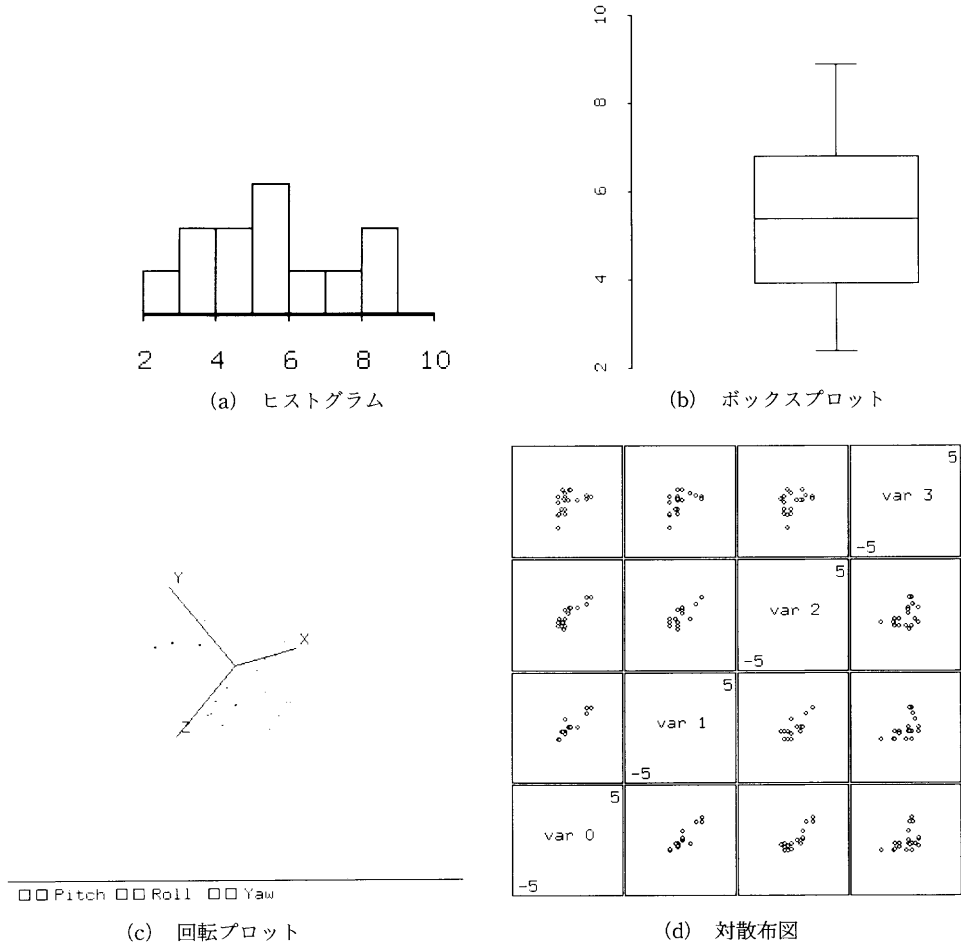 2 4 6 8 10
(a) ヒストグラム
10
8
6
4
2
(b) ボックスプロット
Y
X
Z
□□Pitch □□Roll □□Yaw
(c) 回転プロット
5
var 3
-5
5
var 2
-5
5
var 1
-5
5
var 0
-5
(d) 対散布図